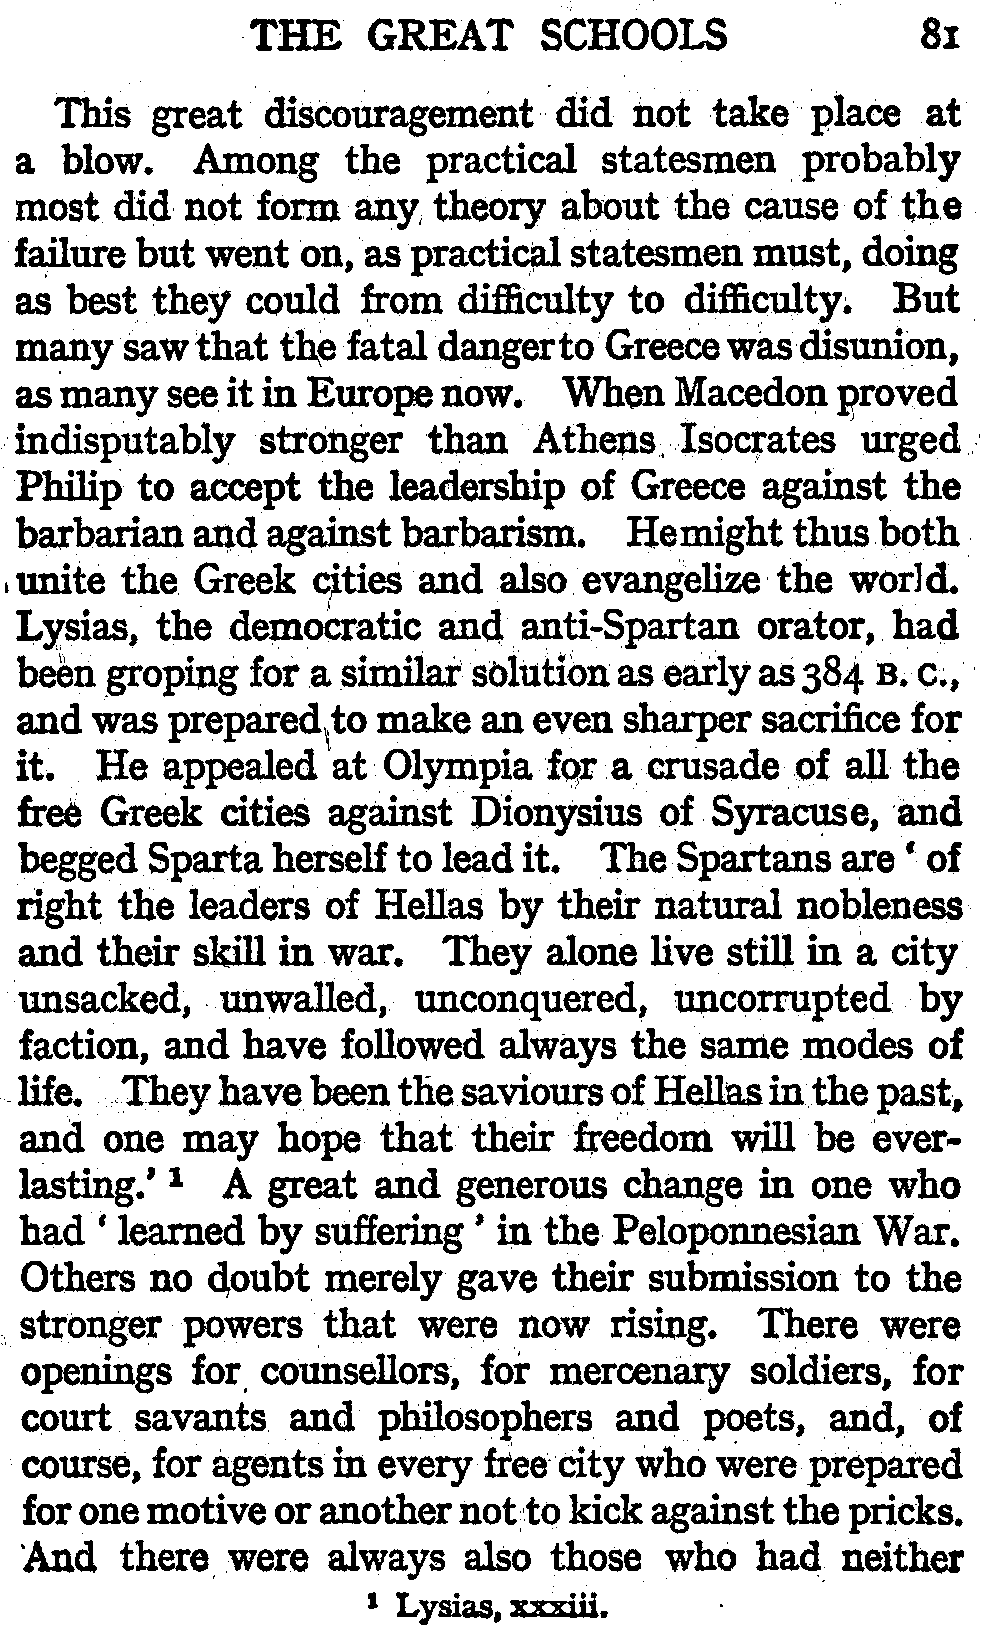 THE GREAT SCHOOLS 81
This great discouragement did not take place at
a blow. Among the practical statesmen probably
most did not form any theory about the cause of the
failure but went on, as practical statesmen must, doing
as best they could from difficulty to difficulty. But
many saw that the fatal danger to Greece was disunion,
as many see it in Europe now. When Macedon proved
indisputably stronger than Athens Isocrates urged
Philip to accept the leadership of Greece against the
barbarian and against barbarism. He might thus both
unite the Greek cities and also evangelize the world.
Lysias, the democratic and anti-Spartan orator, had
been groping for a similar solution as early as 384 B. C.,
and was prepared to make an even sharper sacrifice for
it. He appealed at Olympia for a crusade of all the
free Greek cities against Dionysius of Syracuse, and
begged Sparta herself to lead it. The Spartans are ‘ of
right the leaders of Hellas by their natural nobleness
and their skill in war. They alone live still in a city
unsacked, unwalled, unconquered, uncorrupted by
faction, and have followed always the same modes of
life. They have been the saviours of Hellas in the past,
and one may hope that their freedom will be ever-
lasting.’ ¹ A great and generous change in one who
had ‘ learned by suffering ’ in the Peloponnesian War.
Others no doubt merely gave their submission to the
stronger powers that were now rising. There were
openings for counsellors, for mercenary soldiers, for
court savants and philosophers and poets, and, of
course, for agents in every free city who were prepared
for one motive or another not to kick against the pricks.
And there were always also those who had neither
¹ Lysias, xxxiii.